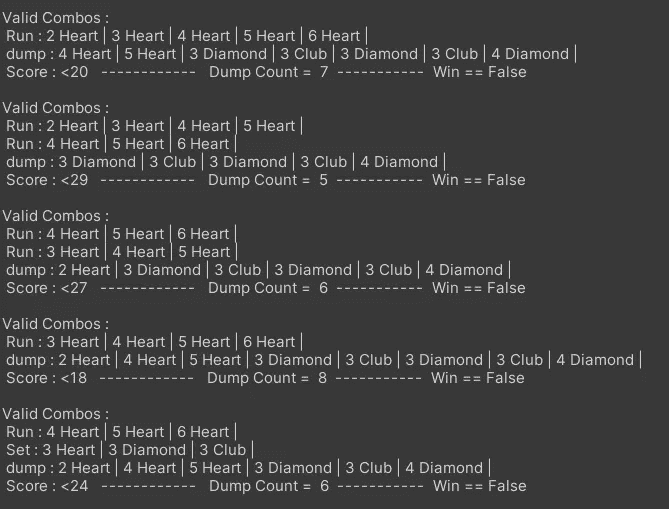 Valid Combos :
Run : 2 Heart | 3 Heart | 4 Heart | 5 Heart | 6 Heart |
dump : 4 Heart | 5 Heart | 3 Diamond | 3 Club | 3 Diamond | 3 Club | 4 Diamond |
Score : <20 ------------ Dump Count = 7 ----------- Win == False
Valid Combos :
Run : 2 Heart | 3 Heart | 4 Heart | 5 Heart |
Run : 4 Heart | 5 Heart | 6 Heart |
dump : 3 Diamond | 3 Club | 3 Diamond | 3 Club | 4 Diamond |
Score : <29 ------------ Dump Count = 5 ----------- Win == False
Valid Combos :
Run : 4 Heart | 5 Heart | 6 Heart |
Run : 3 Heart | 4 Heart | 5 Heart |
dump : 2 Heart | 3 Diamond | 3 Club | 3 Diamond | 3 Club | 4 Diamond |
Score : <27 ------------ Dump Count = 6 ----------- Win == False
Valid Combos :
Run : 3 Heart | 4 Heart | 5 Heart | 6 Heart |
dump : 2 Heart | 4 Heart | 5 Heart | 3 Diamond | 3 Club | 3 Diamond | 3 Club | 4 Diamond |
Score : <18 ------------ Dump Count = 8 ----------- Win == False
Valid Combos :
Run : 4 Heart | 5 Heart | 6 Heart |
Set : 3 Heart | 3 Diamond | 3 Club |
dump : 2 Heart | 4 Heart | 5 Heart | 3 Diamond | 3 Club | 4 Diamond |
Score : <24 ------------ Dump Count = 6 ----------- Win == False